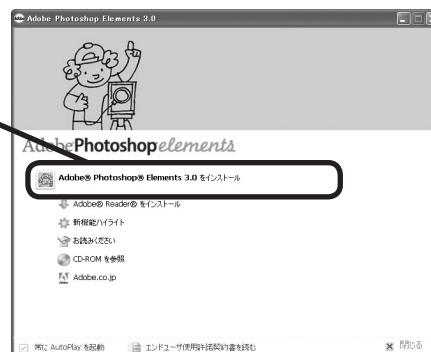 Adobe Photoshop Elements 3.0
Adobe Photoshop elements
Adobe® Photoshop® Elements 3.0 をインストール
Adobe® Reader® をインストール
新機能ハイライト
お読みください
CD-ROM を参照
Adobe.co.jp
常に AutoPlay を起動 エンドユーザ使用許諾契約書を読む 閉じる